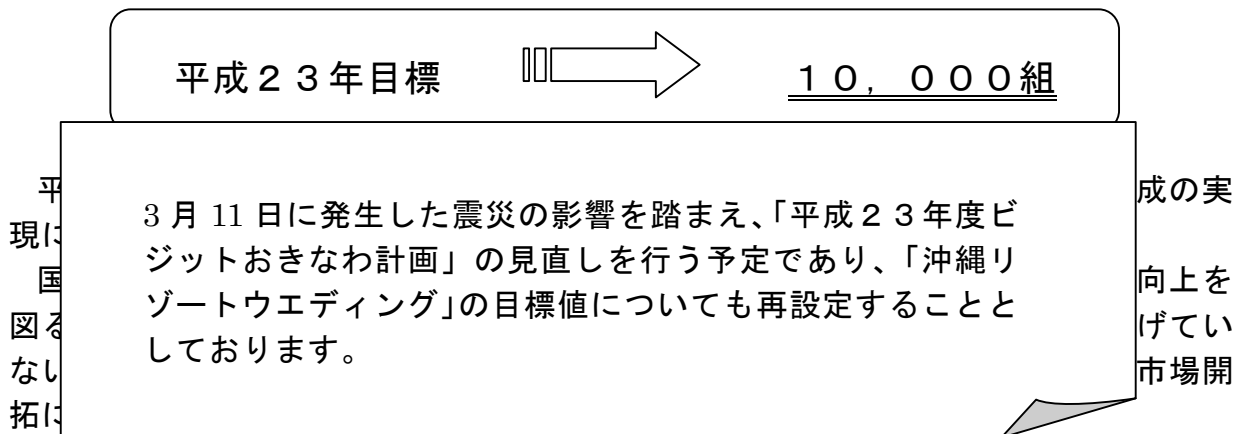 平成２３年目標 １０，０００組
3 月 11 日に発生した震災の影響を踏まえ、「平成２３年度ビ
ジットおきなわ計画」の見直しを行う予定であり、「沖縄リ
ゾートウエディング」の目標値についても再設定することと
しております。
平
成の実
現に
国
向上を
図る
げてい
ない
市場開
拓に